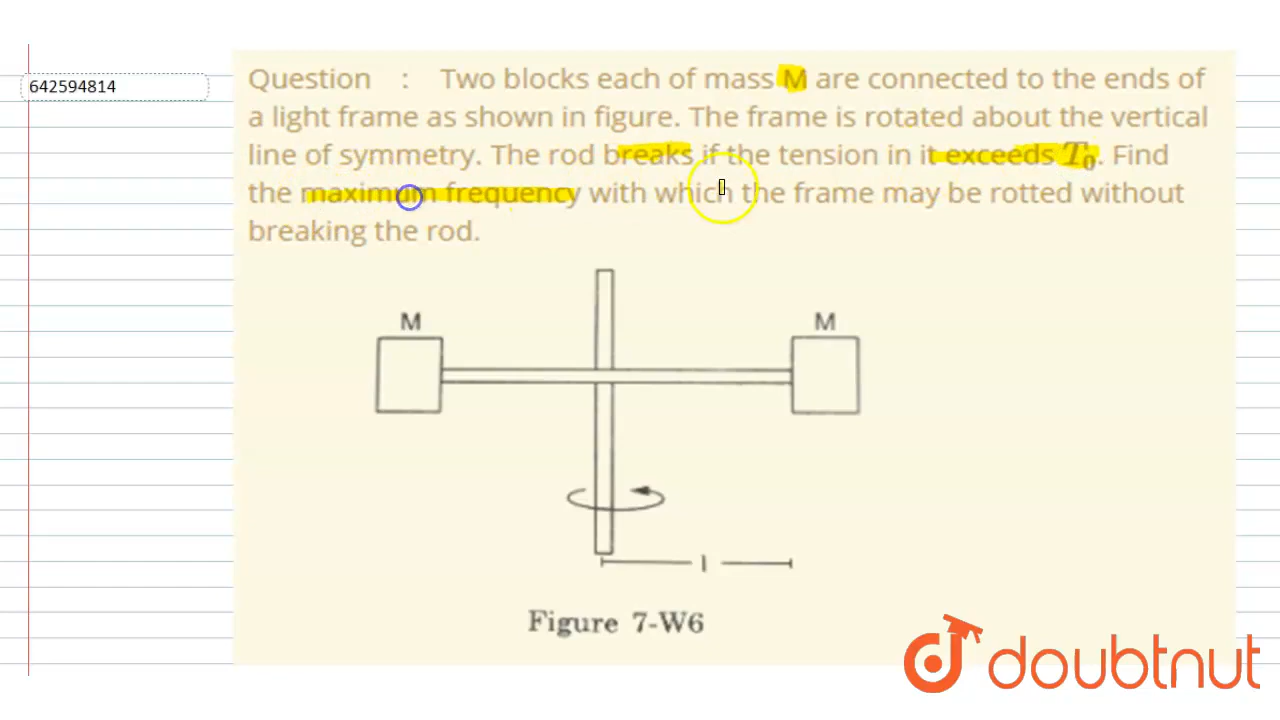 642594814
Question : Two blocks each of mass M are connected to the ends of
a light frame as shown in figure. The frame is rotated about the vertical
line of symmetry. The rod breaks if the tension in it exceeds T₀. Find
the maximum frequency with which the frame may be rotted without
breaking the rod.
M M
l
Figure 7-W6
doubtnut